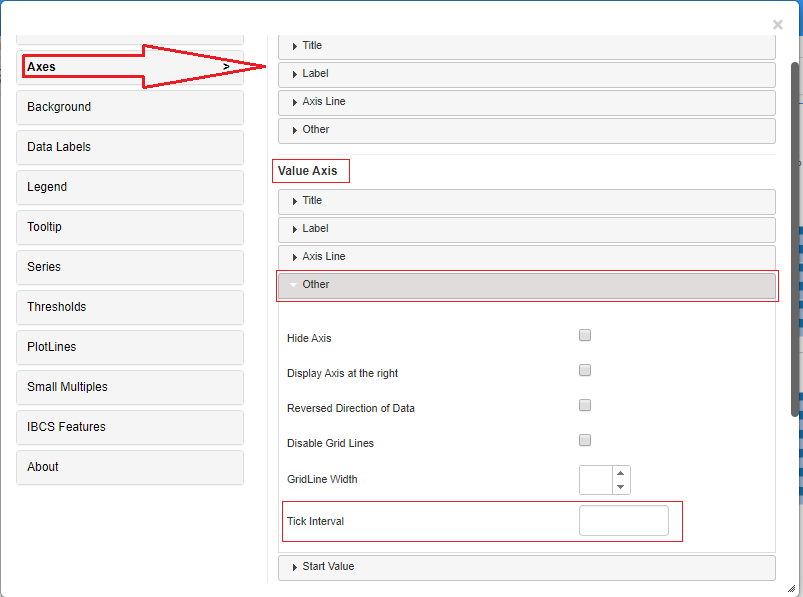 ×
Axes >
Background
Data Labels
Legend
Tooltip
Series
Thresholds
PlotLines
Small Multiples
IBCS Features
About
Title
Label
Axis Line
Other
Value Axis
Title
Label
Axis Line
Other
Hide Axis
Display Axis at the right
Reversed Direction of Data
Disable Grid Lines
GridLine Width
Tick Interval
Start Value